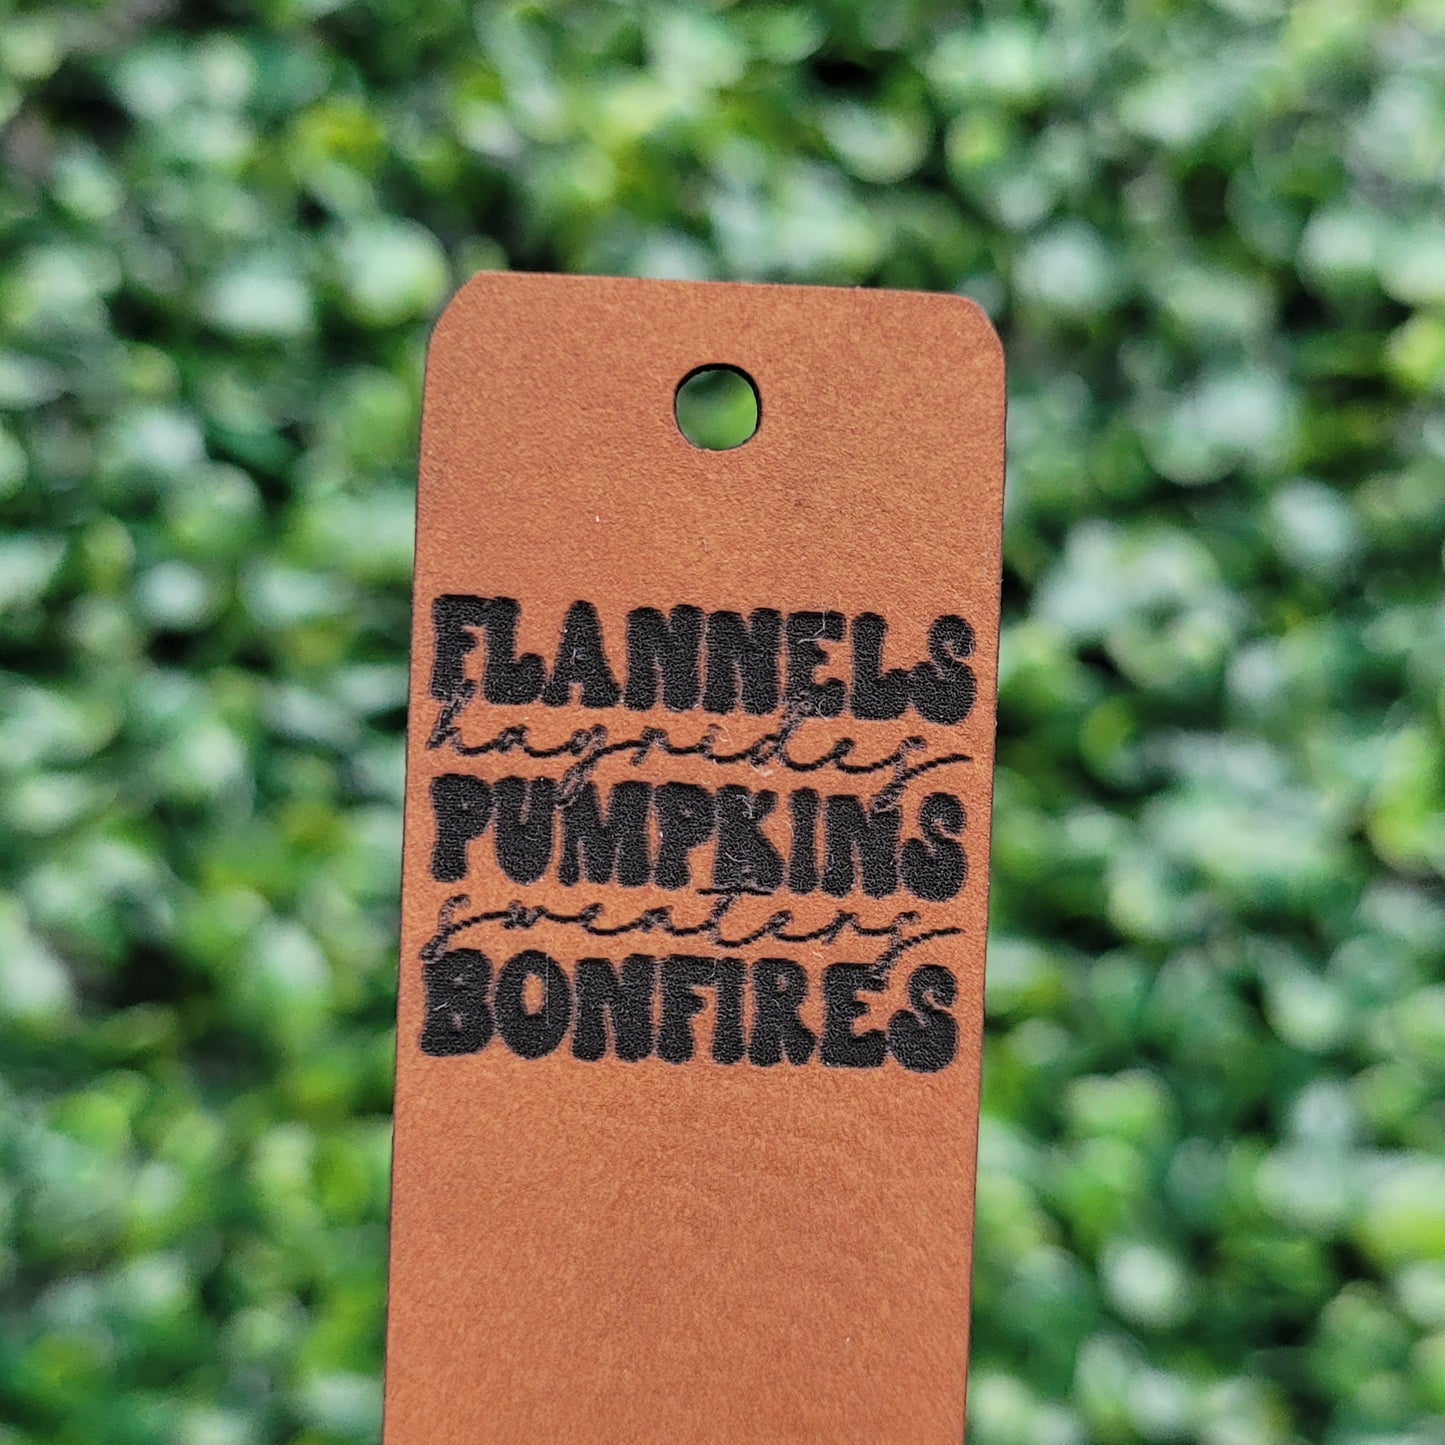 FLANNELS
hayrides
PUMPKINS
sweaters
BONFIRES